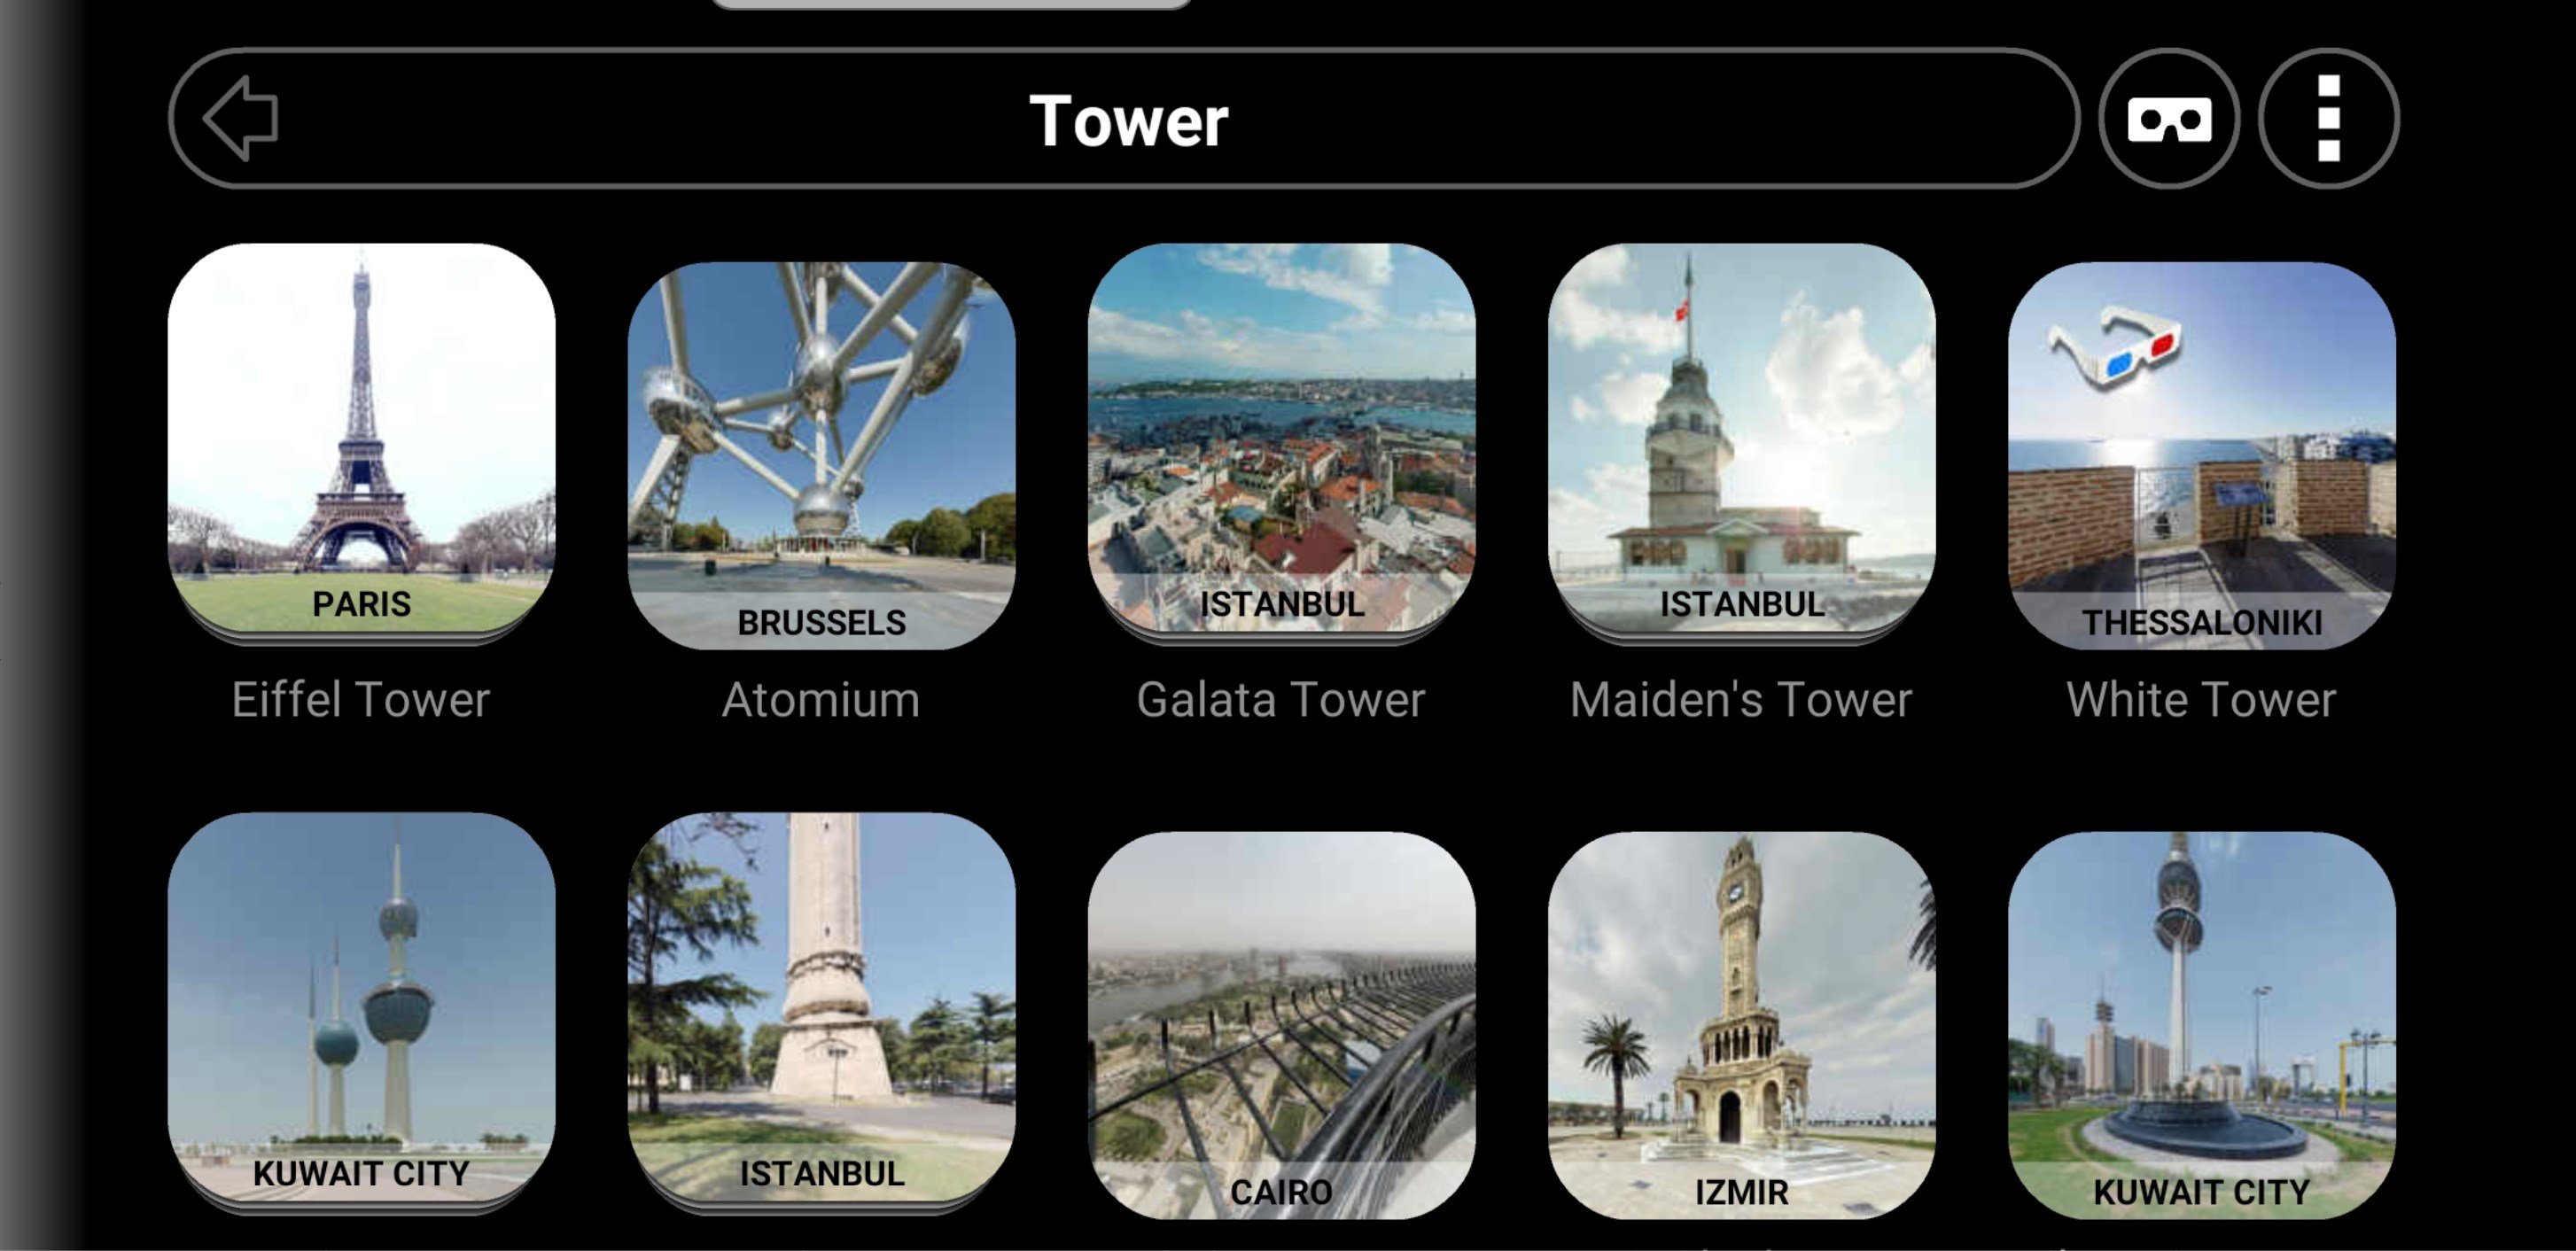 Tower
PARIS
BRUSSELS
ISTANBUL
ISTANBUL
THESSALONIKI
Eiffel Tower
Atomium
Galata Tower
Maiden's Tower
White Tower
KUWAIT CITY
ISTANBUL
CAIRO
IZMIR
KUWAIT CITY